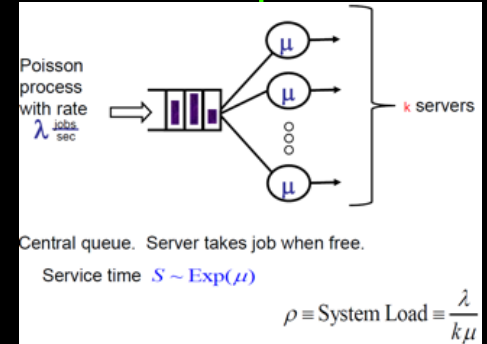 Poisson
process
with rate
λ jobs/sec
μ
μ
μ
k servers
Central queue. Server takes job when free.
Service time S ~ Exp(μ)
ρ ≡ System Load ≡ λ/kμ